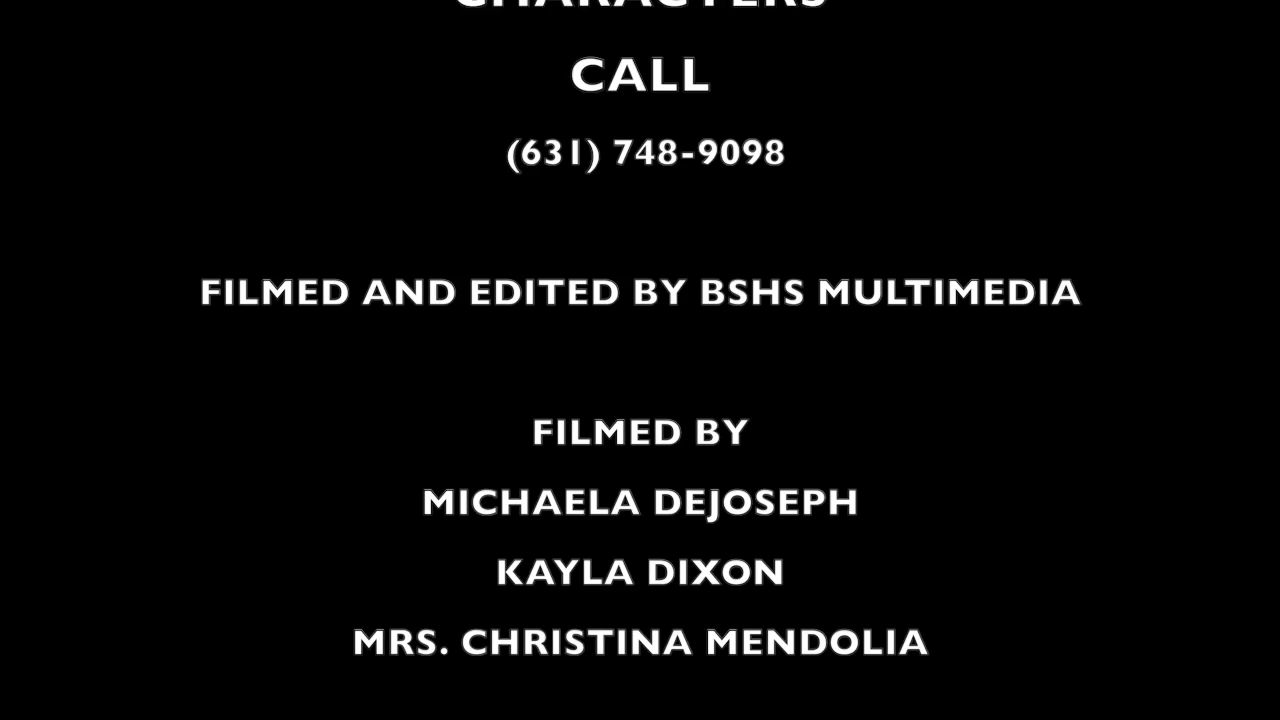 CHARACTERS
CALL
(631) 748-9098
FILMED AND EDITED BY BSHS MULTIMEDIA
FILMED BY
MICHAELA DEJOSEPH
KAYLA DIXON
MRS. CHRISTINA MENDOLIA